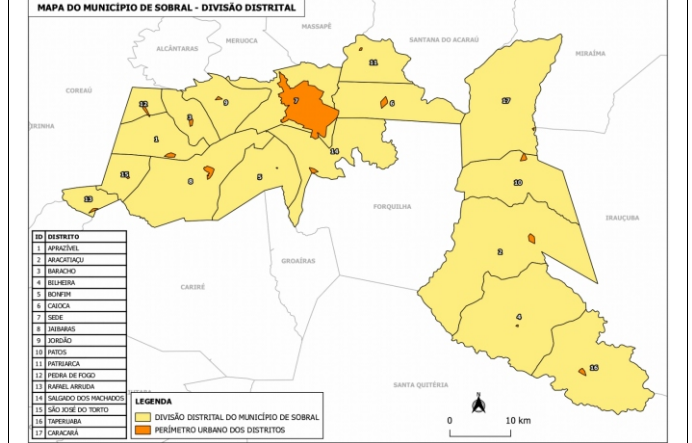 MAPA DO MUNICÍPIO DE SOBRAL - DIVISÃO DISTRITAL
MASSAPÊ
MERUOCA
SANTANA DO ACARAÚ
ALCÂNTARAS
MIRAÍMA
11
COREAÚ
12
9
7
6
17
3
1
14
15
8
5
10
13
FORQUILHA
IRAUÇUBA
2
GROAÍRAS
CARIRÉ
4
16
SANTA QUITÉRIA
ID DISTRITO
1 APRAZÍVEL
2 ARACATIAÇU
3 BARACHO
4 BILHEIRA
5 BONFIM
6 CAIOCA
7 SEDE
8 JAIBARAS
9 JORDÃO
10 PATOS
11 PATRIARCA
12 PEDRA DE FOGO
13 RAFAEL ARRUDA
14 SALGADO DOS MACHADOS
15 SÃO JOSÉ DO TORTO
16 TAPERUABA
17 CARACARÁ
LEGENDA
DIVISÃO DISTRITAL DO MUNICÍPIO DE SOBRAL
PERÍMETRO URBANO DOS DISTRITOS
0 10 km